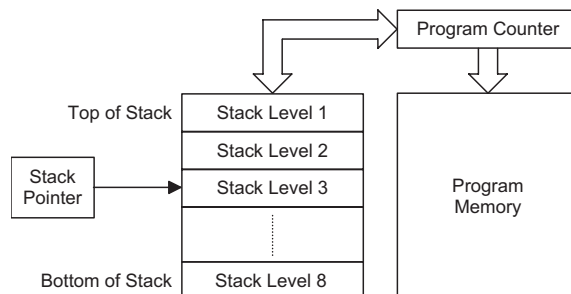 Program Counter
Top of Stack
Stack Level 1
Stack Level 2
Stack
Pointer
Stack Level 3
Program
Memory
Bottom of Stack
Stack Level 8